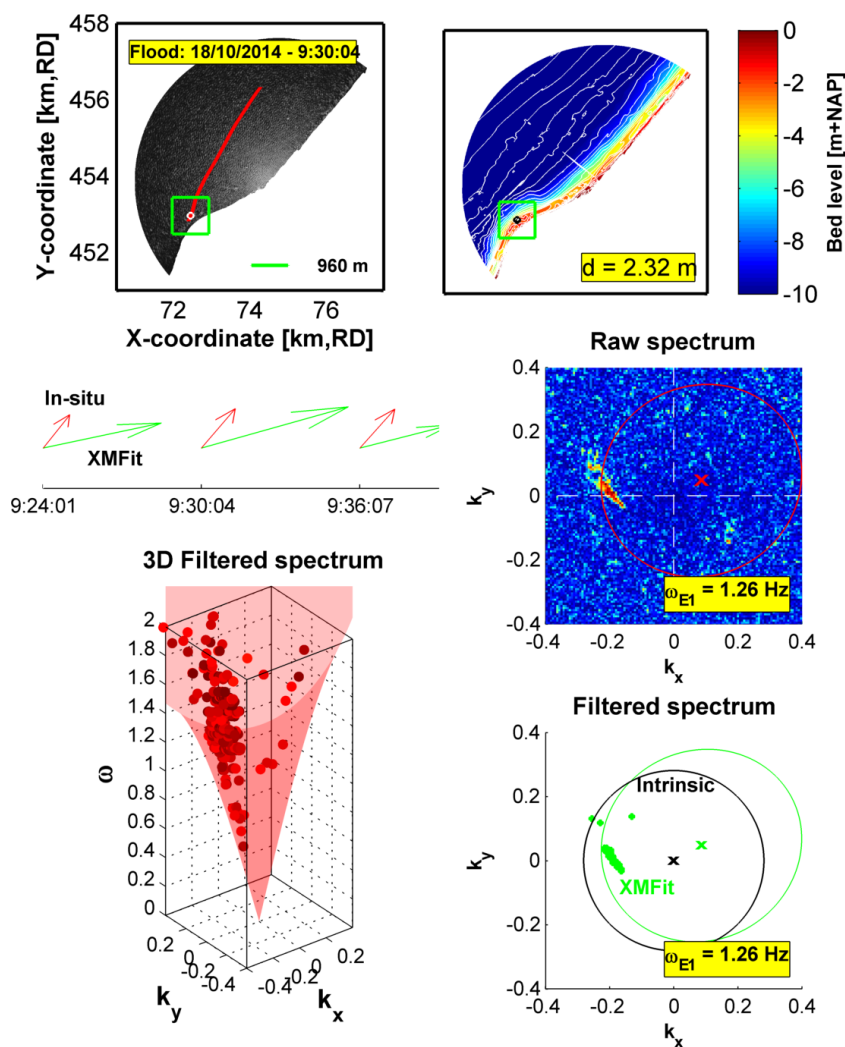 458
456
454
452
Y-coordinate [km,RD]
Flood: 18/10/2014 - 9:30:04
960 m
72
74
76
X-coordinate [km,RD]
d = 2.32 m
0
-2
-4
-6
-8
-10
Bed level [m+NAP]
In-situ
XMFit
9:24:01
9:30:04
9:36:07
Raw spectrum
0.4
0.2
0
-0.2
-0.4
k_y
ω_E1 = 1.26 Hz
-0.4
-0.2
0
0.2
0.4
k_x
3D Filtered spectrum
2
1.8
1.6
1.4
1.2
1
0.8
0.6
0.4
0.2
0
ω
0.2
0
-0.2
-0.4
k_y
-0.4
-0.2
0
0.2
k_x
Filtered spectrum
0.4
0.2
0
-0.2
-0.4
k_y
Intrinsic
XMFit
ω_E1 = 1.26 Hz
-0.4
-0.2
0
0.2
0.4
k_x